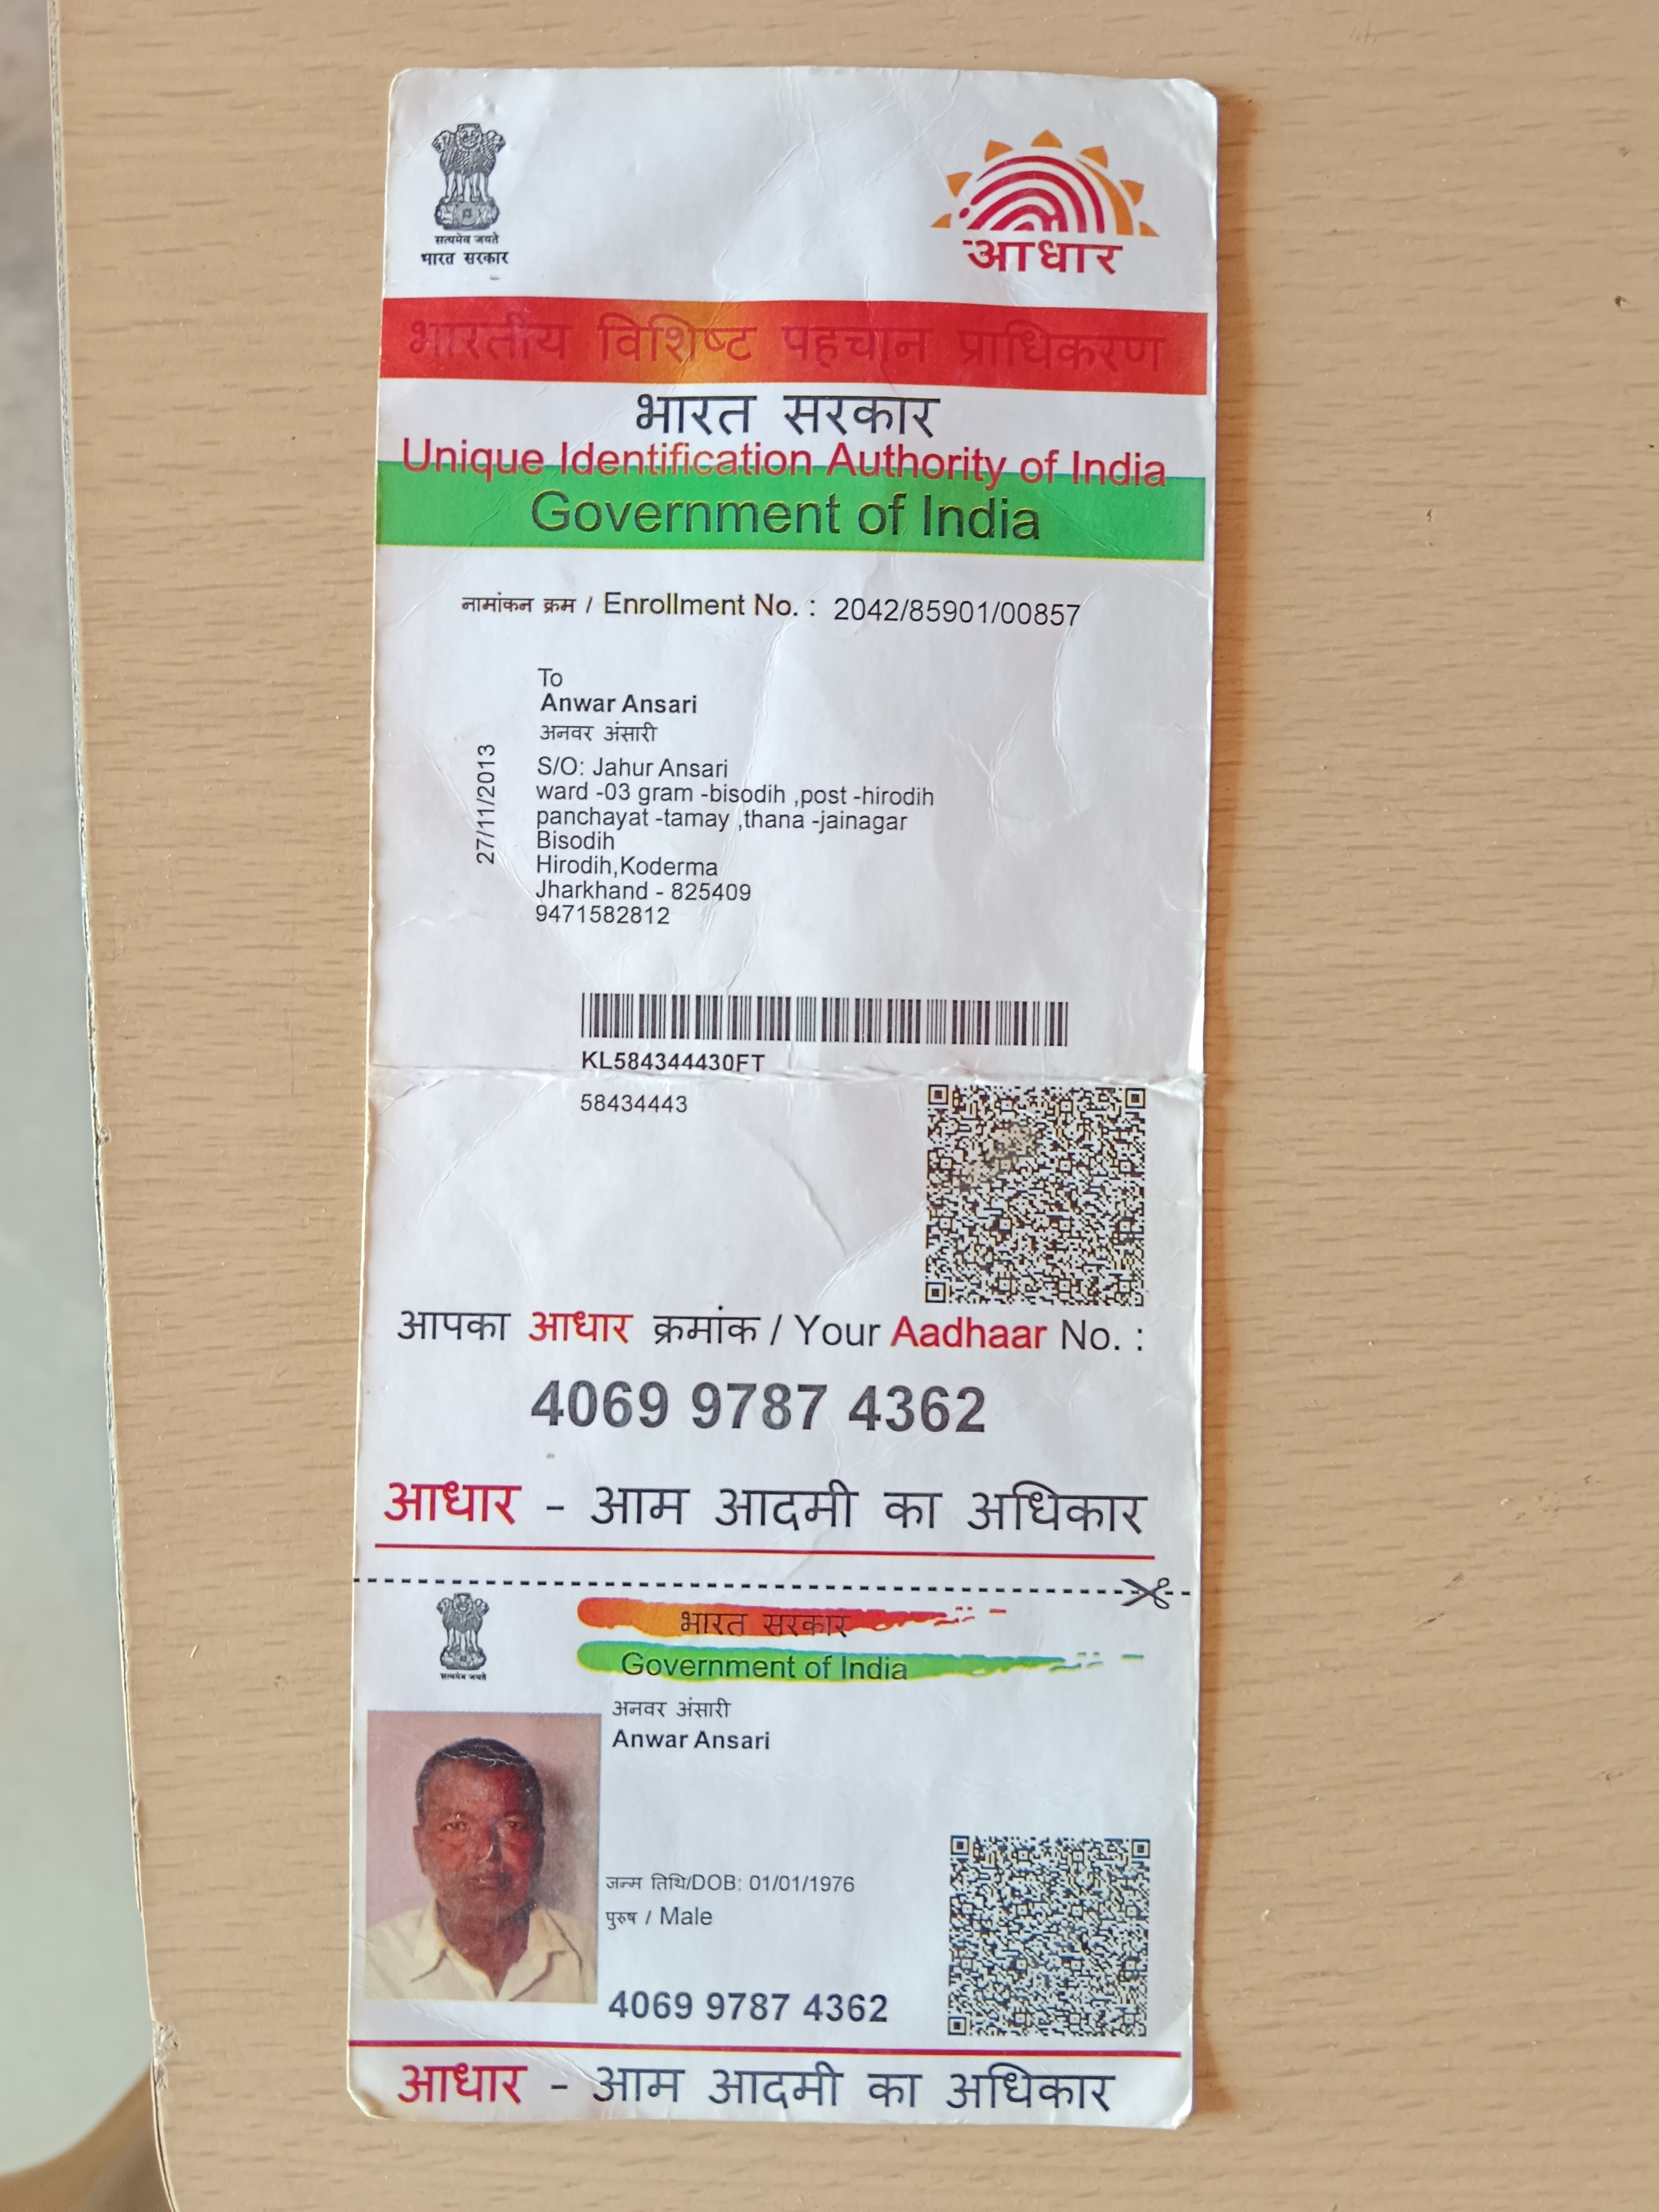 सत्यमेव जयते
भारत सरकार
आधार
भारतीय विशिष्ट पहचान प्राधिकरण
भारत सरकार
Unique Identification Authority of India
Government of India
नामांकन क्रम / Enrollment No. : 2042/85901/00857
To
Anwar Ansari
अनवर अंसारी
S/O: Jahur Ansari
ward -03 gram -bisodih ,post -hirodih
panchayat -tamay ,thana -jainagar
Bisodih
Hirodih,Koderma
Jharkhand - 825409
9471582812
27/11/2013
KL584344430FT
58434443
आपका आधार क्रमांक / Your Aadhaar No. :
4069 9787 4362
आधार - आम आदमी का अधिकार
सत्यमेव जयते
भारत सरकार
Government of India
अनवर अंसारी
Anwar Ansari
जन्म तिथि/DOB: 01/01/1976
पुरुष / Male
4069 9787 4362
आधार - आम आदमी का अधिकार